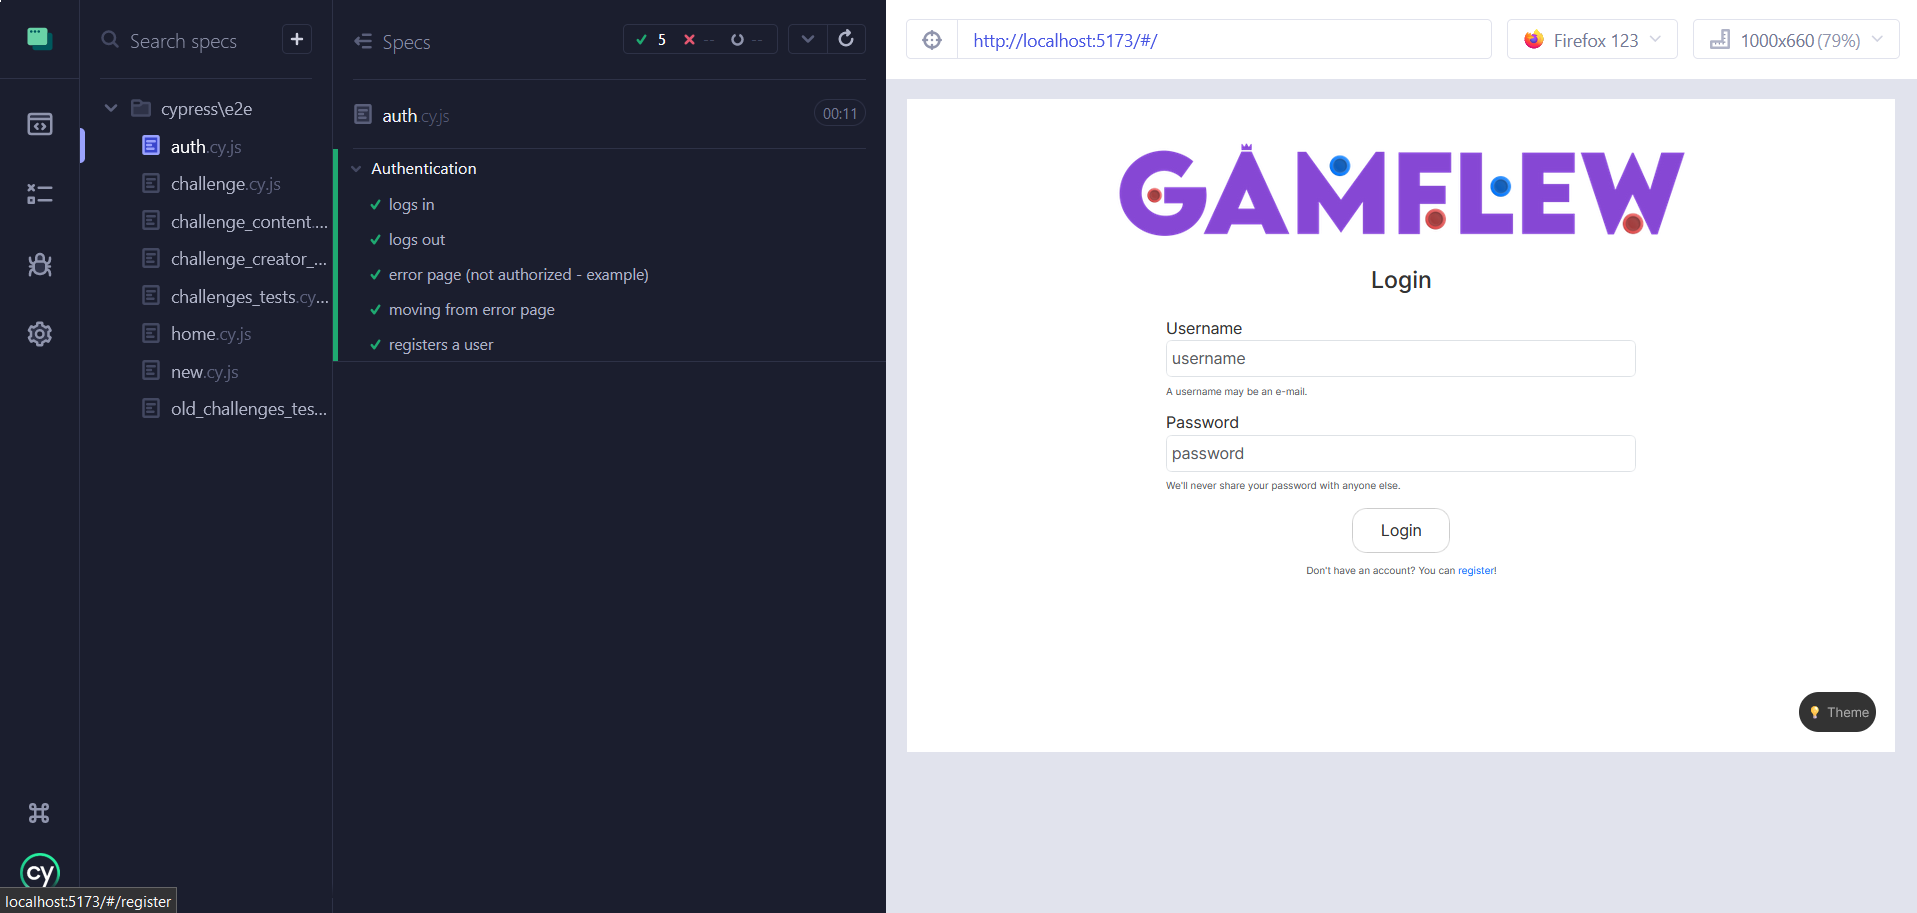 Search specs
+
cypress\e2e
auth.cy.js
challenge.cy.js
challenge_content....
challenge_creator_...
challenges_tests.cy...
home.cy.js
new.cy.js
old_challenges_tes...
cy
localhost:5173/#/register
Specs
5 -- --
auth.cy.js
00:11
Authentication
logs in
logs out
error page (not authorized - example)
moving from error page
registers a user
http://localhost:5173/#/
Firefox 123
1000x660 (79%)
GAMFLEW
Login
Username
username
A username may be an e-mail.
Password
password
We'll never share your password with anyone else.
Login
Don't have an account? You can register!
Theme